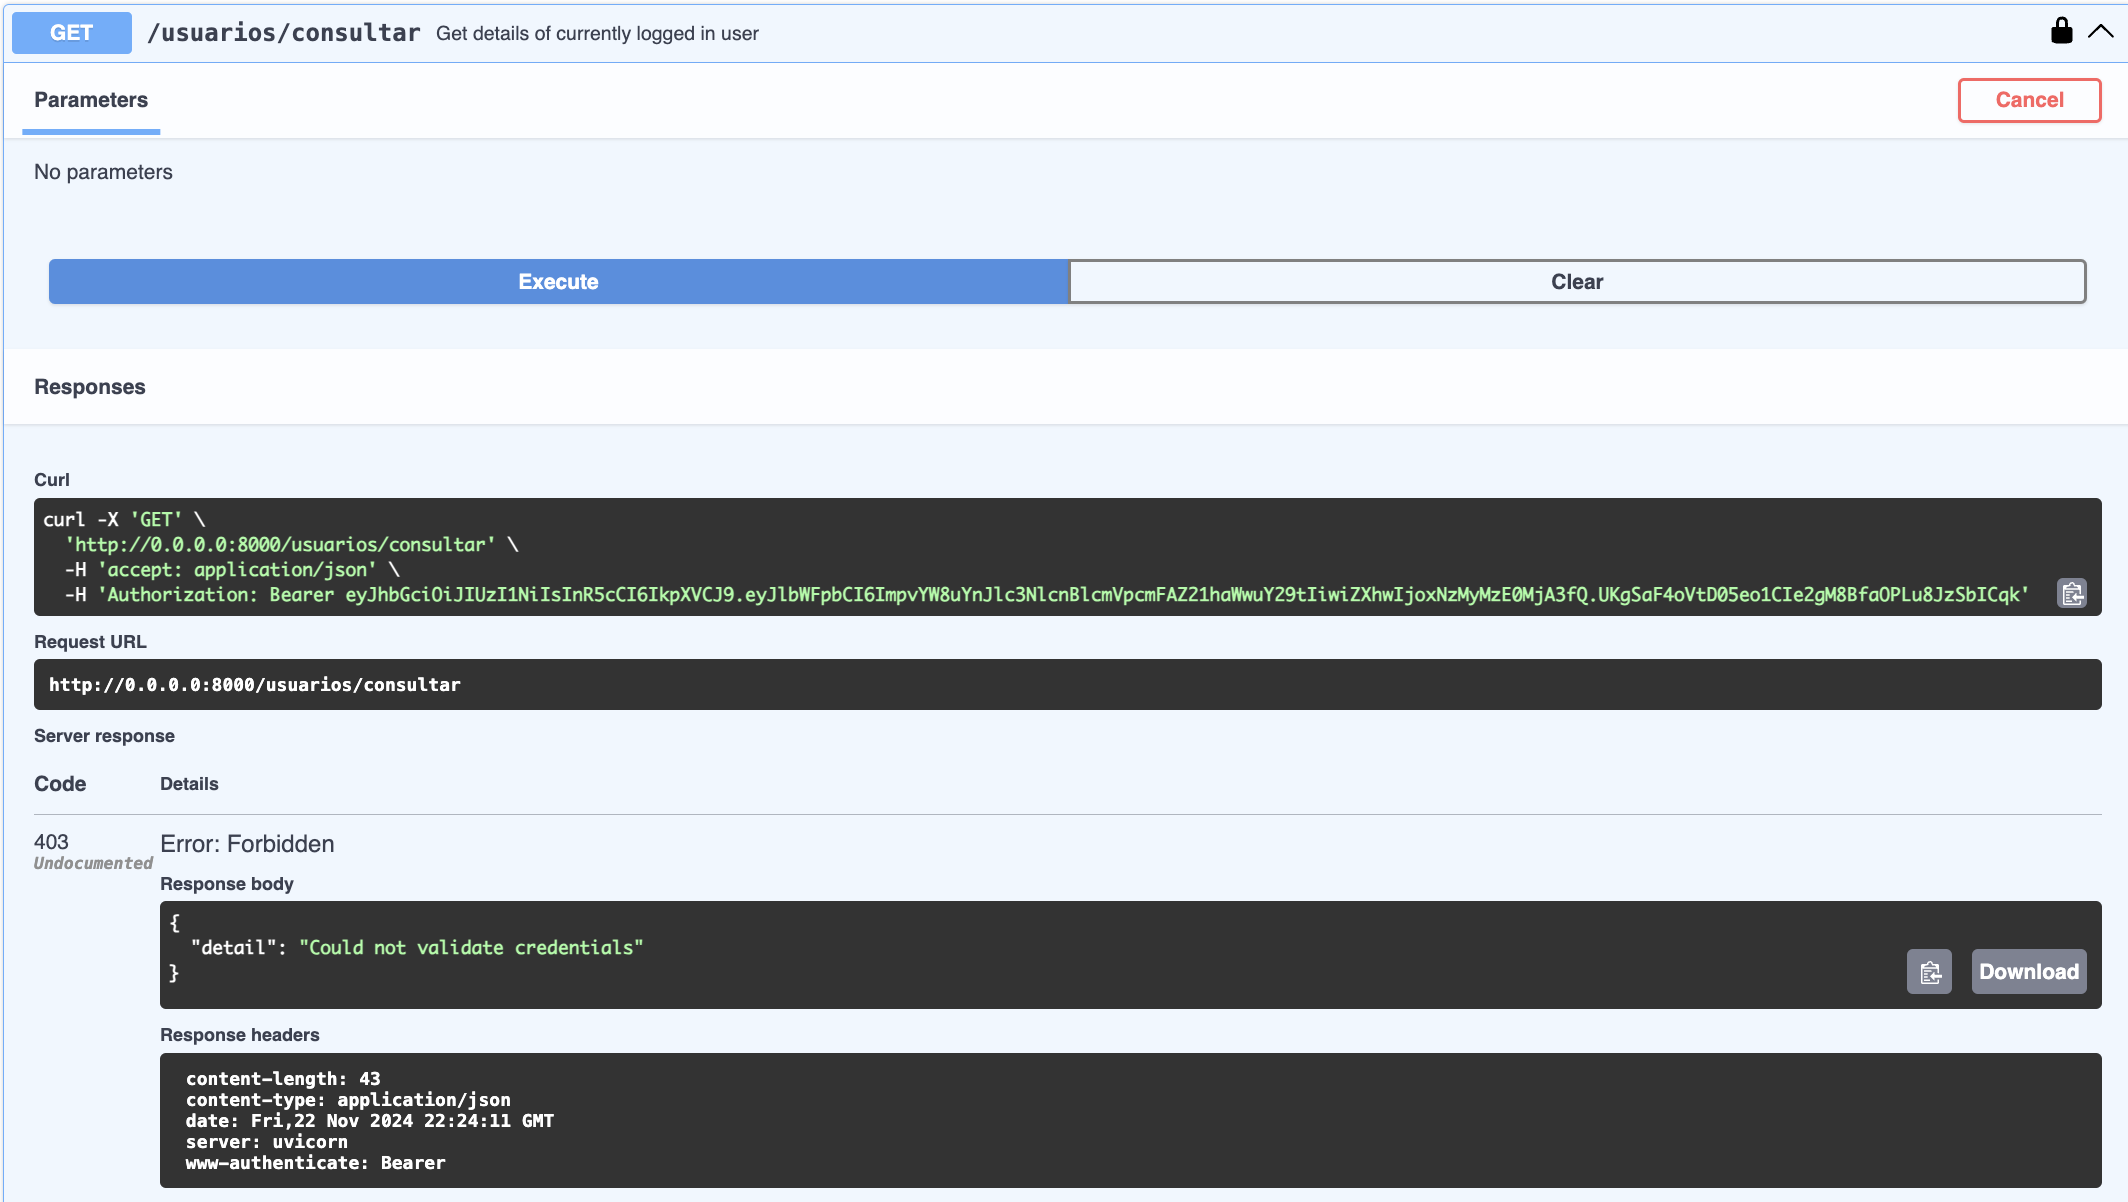 GET /usuarios/consultar Get details of currently logged in user
Parameters
Cancel
No parameters
Execute
Clear
Responses
Curl
curl -X 'GET' \
'http://0.0.0.0:8000/usuarios/consultar' \
-H 'accept: application/json' \
-H 'Authorization: Bearer eyJhbGciOiJIUzI1NiIsInR5cCI6IkpXVCJ9.eyJlbWFpbCI6ImpvYW8uYnJlc3NlcnBlcmVpcmFAZ21haWwuY29tIiwiZXhwIjoxNzMyMzE0MjA3fQ.UKgSaF4oVtD05eo1CIe2gM8BfaOPLu8JzSbICqk'
Request URL
http://0.0.0.0:8000/usuarios/consultar
Server response
Code Details
403 Error: Forbidden
Undocumented
Response body
{
"detail": "Could not validate credentials"
}
Download
Response headers
content-length: 43
content-type: application/json
date: Fri,22 Nov 2024 22:24:11 GMT
server: uvicorn
www-authenticate: Bearer